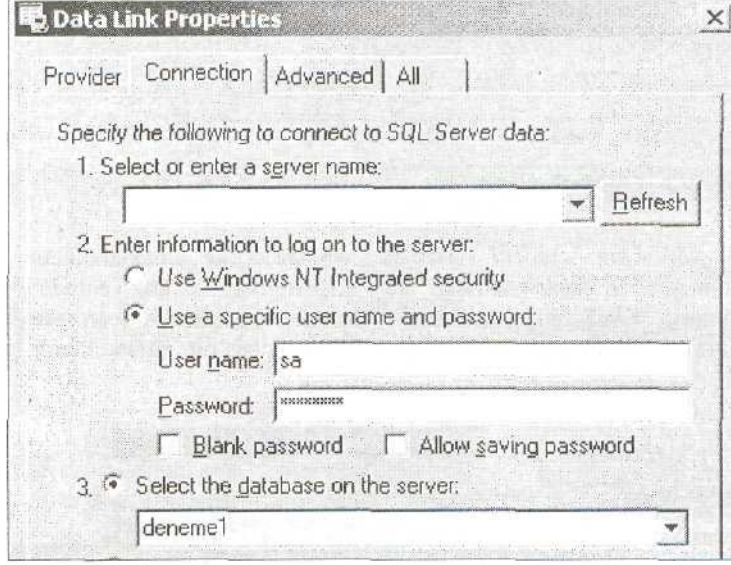 Data Link Properties
Provider Connection Advanced All
Specify the following to connect to SQL Server data:
1. Select or enter a server name:
Refresh
2. Enter information to log on to the server:
Use Windows NT Integrated security
Use a specific user name and password:
User name: sa
Password: ********
Blank password Allow saving password
3. Select the database on the server:
deneme1